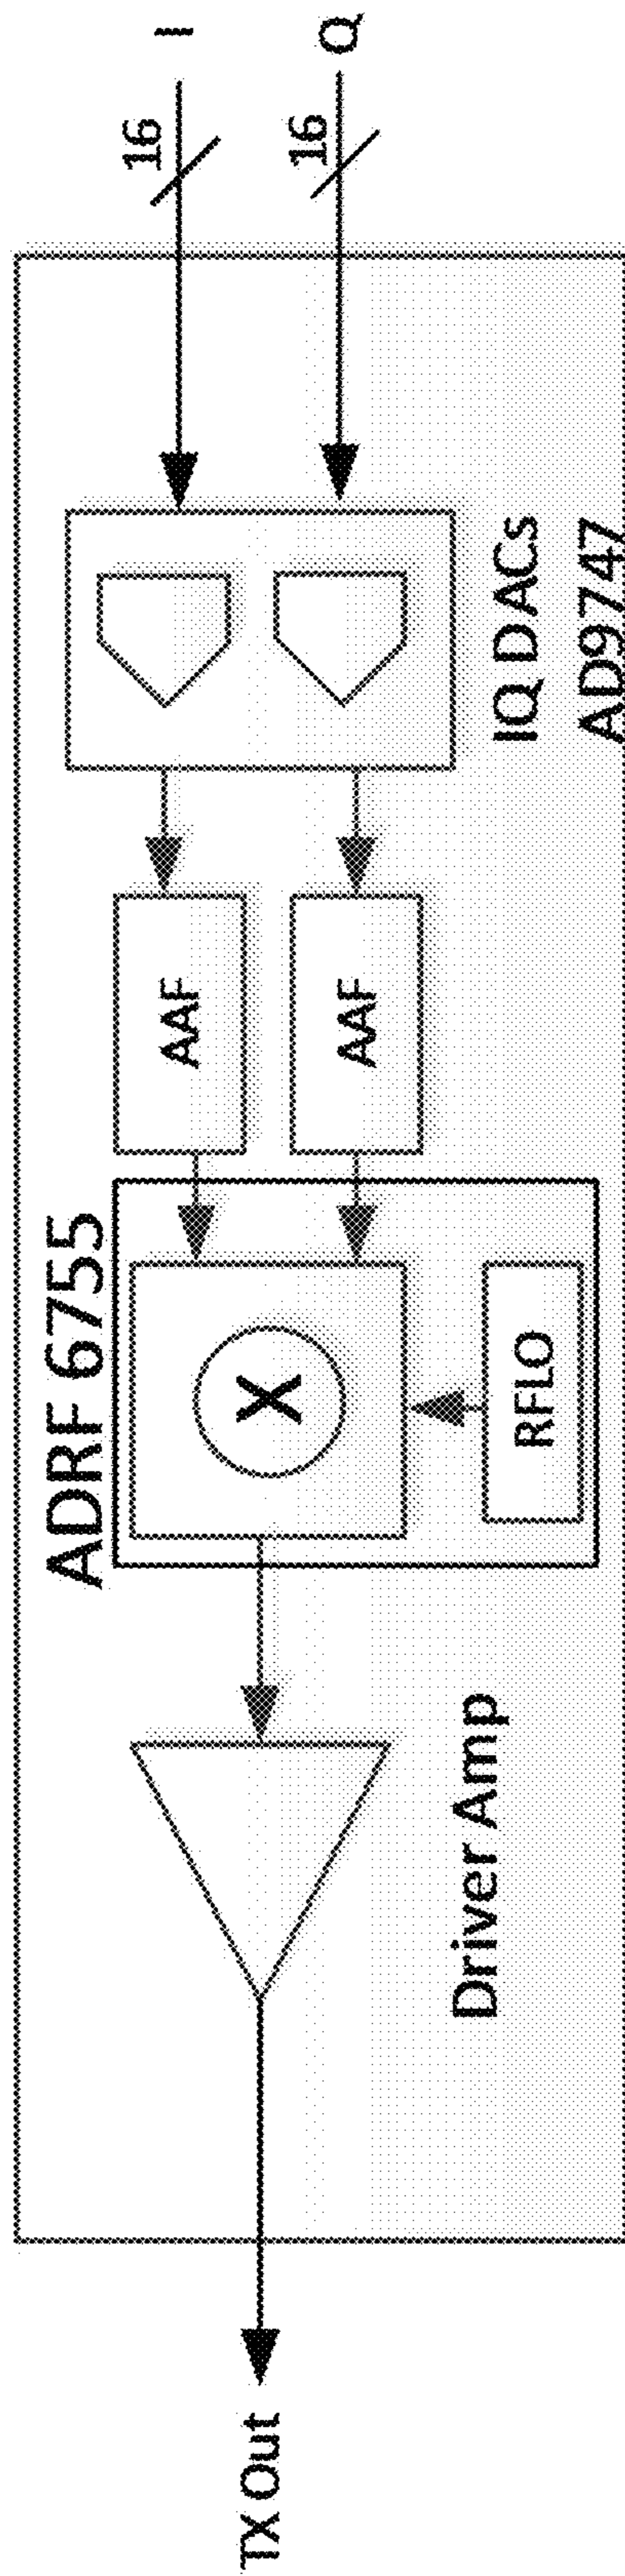 ADRF 6755
I
16
Q
16
TX Out
X
AAF
AAF
RFLO
Driver Amp
IQ DACs
AD9747